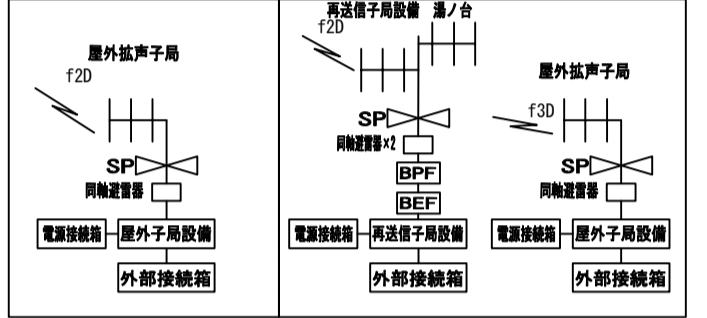 屋外拡声子局
f2D
SP
同軸避雷器
電源接続箱
屋外子局設備
外部接続箱
再送信子局設備 湯ノ台
f2D
SP
同軸避雷器×2
BPF
BEF
電源接続箱
再送信子局設備
外部接続箱
屋外拡声子局
f3D
SP
同軸避雷器
電源接続箱
屋外子局設備
外部接続箱